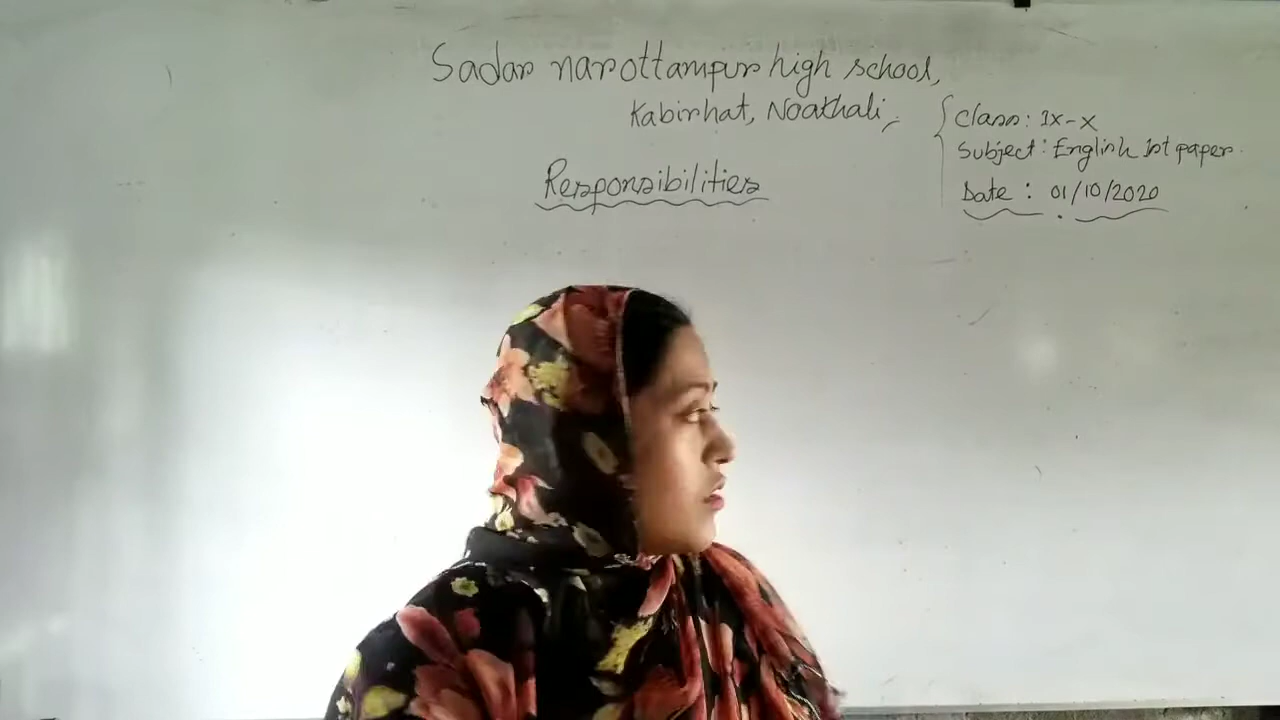 Sadar narottampur high school,
Kabirhat, Noakhali,
Class: IX-X
Subject: English 1st paper.
Date: 01/10/2020
Responsibilities